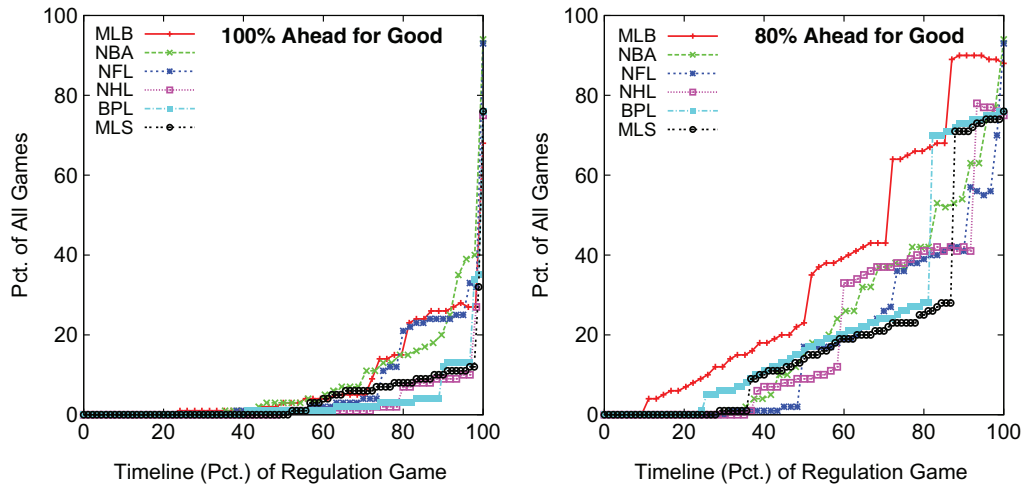 100% Ahead for Good
MLB
NBA
NFL
NHL
BPL
MLS
100
80
60
40
20
0
Pct. of All Games
0 20 40 60 80 100
Timeline (Pct.) of Regulation Game
80% Ahead for Good
MLB
NBA
NFL
NHL
BPL
MLS
100
80
60
40
20
0
Pct. of All Games
0 20 40 60 80 100
Timeline (Pct.) of Regulation Game